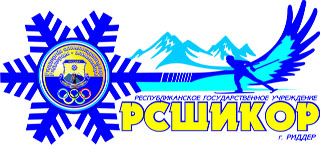 РЕСПУБЛИКАНСКОЕ ГОСУДАРСТВЕННОЕ УЧРЕЖДЕНИЕ
РСШИКОР
г. РИДДЕР